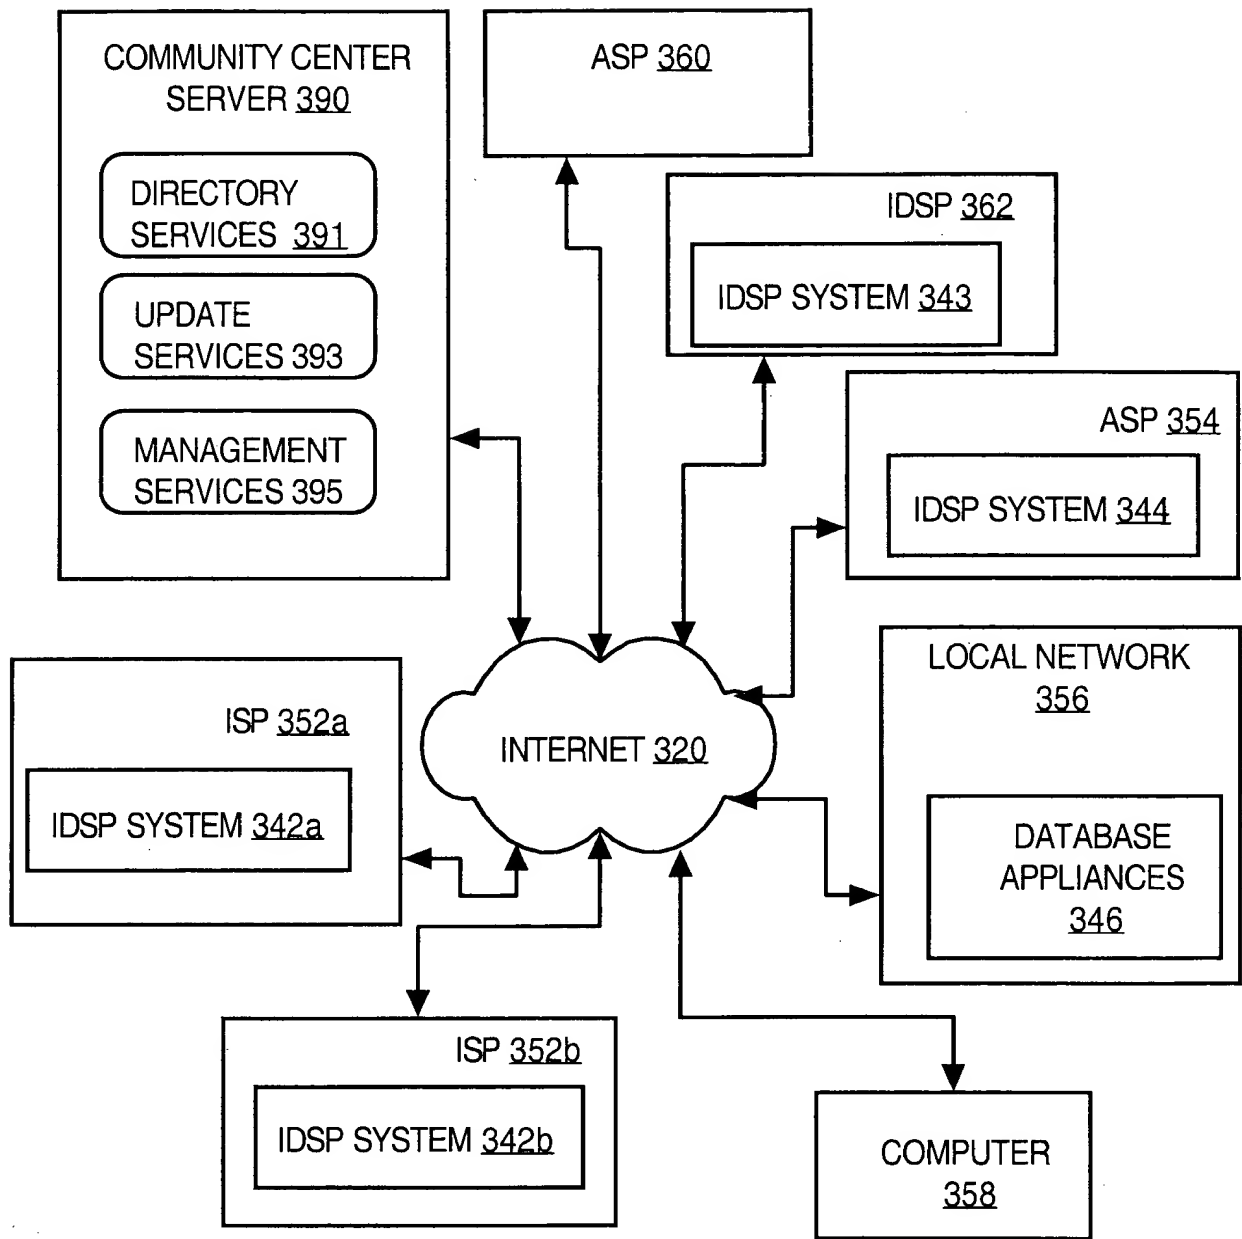 COMMUNITY CENTER
SERVER 390
DIRECTORY
SERVICES 391
UPDATE
SERVICES 393
MANAGEMENT
SERVICES 395
ASP 360
IDSP 362
IDSP SYSTEM 343
ASP 354
IDSP SYSTEM 344
LOCAL NETWORK
356
DATABASE
APPLIANCES
346
ISP 352a
IDSP SYSTEM 342a
INTERNET 320
ISP 352b
IDSP SYSTEM 342b
COMPUTER
358